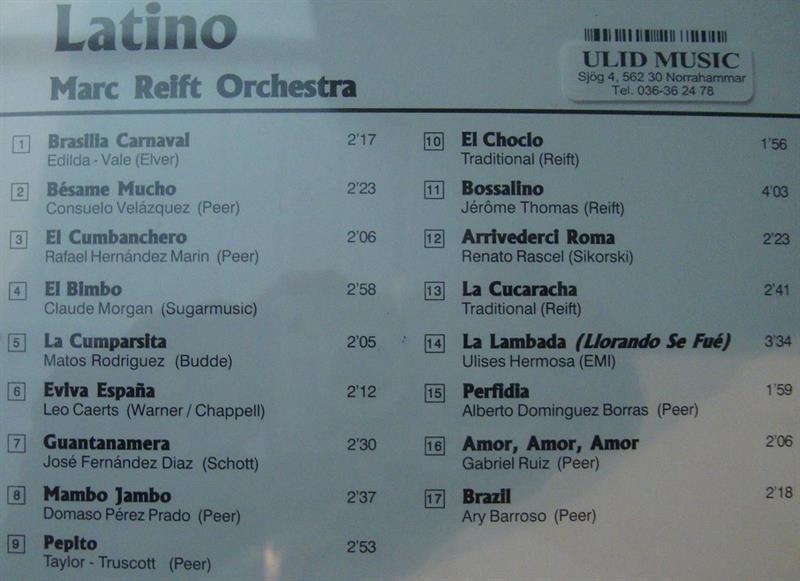 Latino
Marc Reift Orchestra
ULID MUSIC
Sjög 4, 562 30 Norrahammar
Tel. 036-36 24 78
1 Brasilia Carnaval 2'17
Edilda - Vale (Elver)
2 Bésame Mucho 2'23
Consuelo Velázquez (Peer)
3 El Cumbanchero 2'06
Rafael Hernández Marin (Peer)
4 El Bimbo 2'58
Claude Morgan (Sugarmusic)
5 La Cumparsita 2'05
Matos Rodriguez (Budde)
6 Eviva España 2'12
Leo Caerts (Warner / Chappell)
7 Guantanamera 2'30
José Fernández Diaz (Schott)
8 Mambo Jambo 2'37
Domaso Pérez Prado (Peer)
9 Pepito 2'53
Taylor - Truscott (Peer)
10 El Choclo 1'56
Traditional (Reift)
11 Bossalino 4'03
Jérôme Thomas (Reift)
12 Arrivederci Roma 2'23
Renato Rascel (Sikorski)
13 La Cucaracha 2'41
Traditional (Reift)
14 La Lambada (Llorando Se Fué) 3'34
Ulises Hermosa (EMI)
15 Perfidia 1'59
Alberto Dominguez Borras (Peer)
16 Amor, Amor, Amor 2'06
Gabriel Ruiz (Peer)
17 Brazil 2'18
Ary Barroso (Peer)